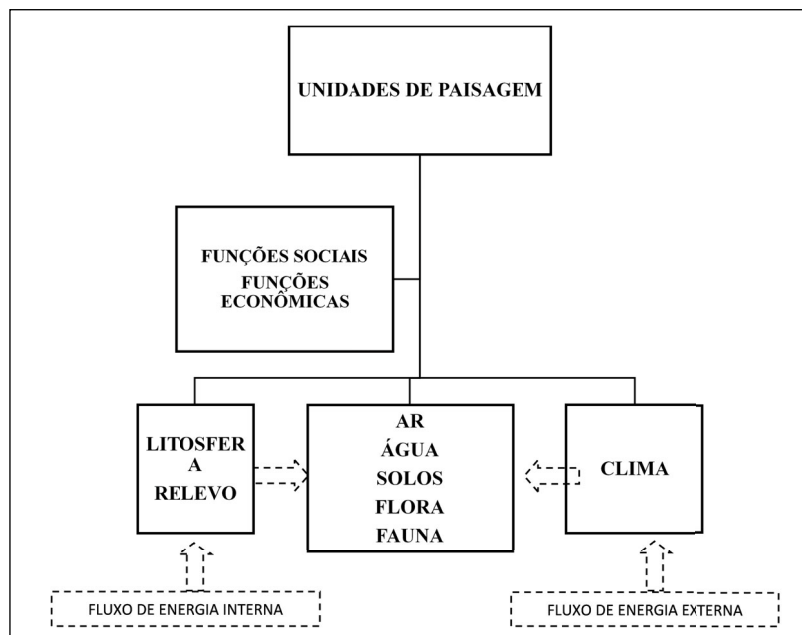 UNIDADES DE PAISAGEM
FUNÇÕES SOCIAIS
FUNÇÕES
ECONÔMICAS
LITOSFER
A
RELEVO
AR
ÁGUA
SOLOS
FLORA
FAUNA
CLIMA
FLUXO DE ENERGIA INTERNA
FLUXO DE ENERGIA EXTERNA